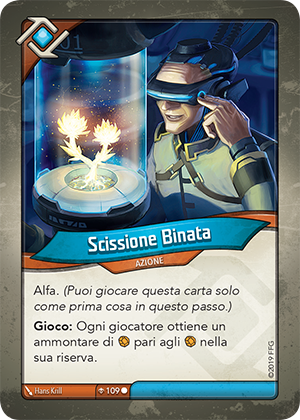 01
Scissione Binata
AZIONE
Alfa. (Puoi giocare questa carta solo
come prima cosa in questo passo.)
Gioco: Ogni giocatore ottiene un
ammontare di pari agli nella
sua riserva.
©2019 FFG
Hans Krill
109